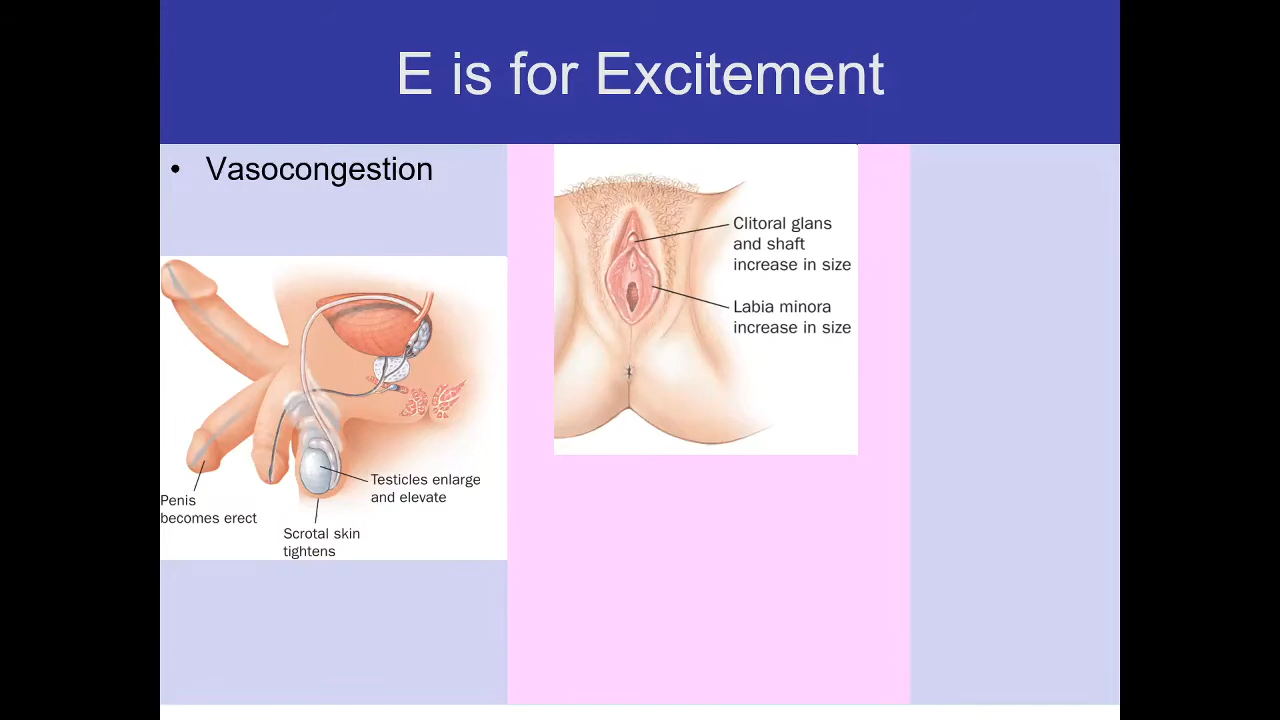 E is for Excitement
• Vasocongestion
Penis
becomes erect
Testicles enlarge
and elevate
Scrotal skin
tightens
Clitoral glans
and shaft
increase in size
Labia minora
increase in size